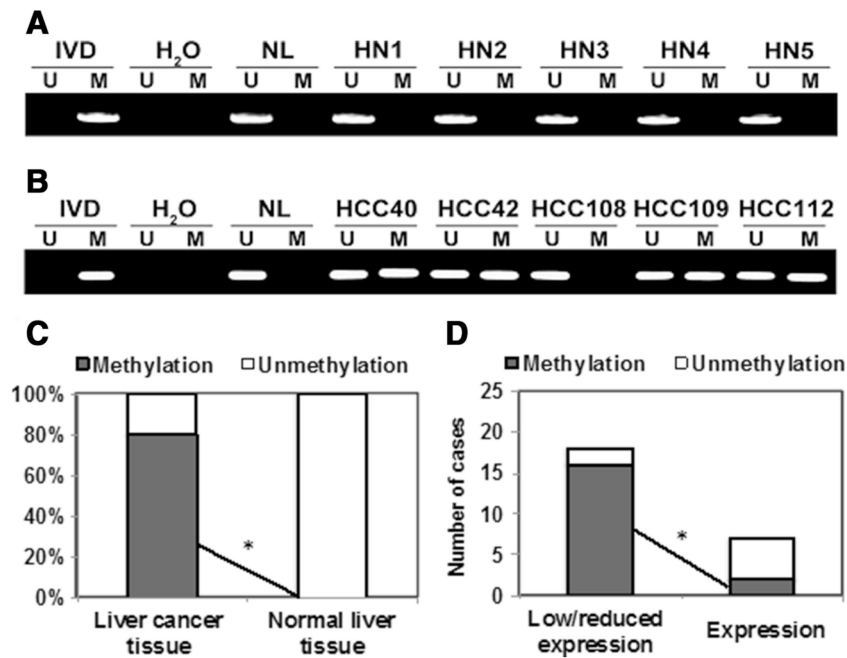 A
IVD H₂O NL HN1 HN2 HN3 HN4 HN5
U M U M U M U M U M U M U M U M
B
IVD H₂O NL HCC40 HCC42 HCC108 HCC109 HCC112
U M U M U M U M U M U M U M U M
C
Methylation Unmethylation
100%
80%
60%
40%
20%
0%
*
Liver cancer
tissue
Normal liver
tissue
D
Methylation Unmethylation
Number of cases
25
20
15
10
5
0
*
Low/reduced
expression
Expression